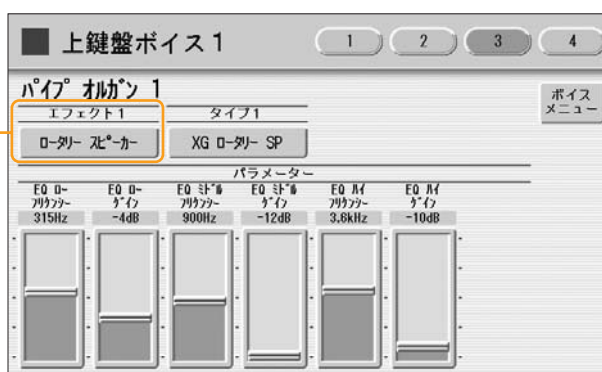 上鍵盤ボイス1
1 2 3 4
パイプ オルガン 1
ボイス
メニュー
エフェクト1 タイプ1
ロータリー スピーカー XG ロータリー SP
パラメーター
EQ ロー EQ ロー EQ ミドル EQ ミドル EQ ハイ EQ ハイ
フリケンシー ゲイン フリケンシー ゲイン フリケンシー ゲイン
315Hz -4dB 900Hz -12dB 3.6kHz -10dB